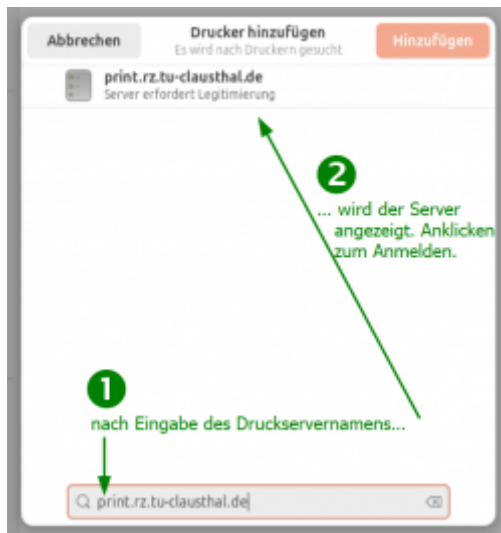 Abbrechen
Drucker hinzufügen
Es wird nach Druckern gesucht
Hinzufügen
print.rz.tu-clausthal.de
Server erfordert Legitimierung
2
... wird der Server
angezeigt. Anklicken
zum Anmelden.
1
nach Eingabe des Druckservernamens...
print.rz.tu-clausthal.de